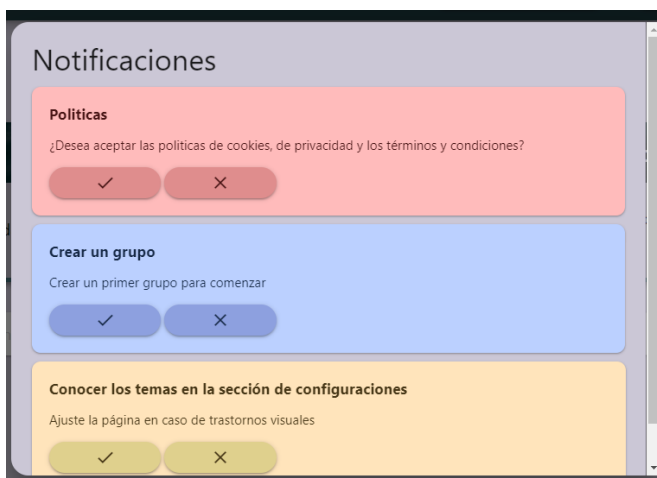 Notificaciones
Politicas
¿Desea aceptar las politicas de cookies, de privacidad y los términos y condiciones?
Crear un grupo
Crear un primer grupo para comenzar
Conocer los temas en la sección de configuraciones
Ajuste la página en caso de trastornos visuales